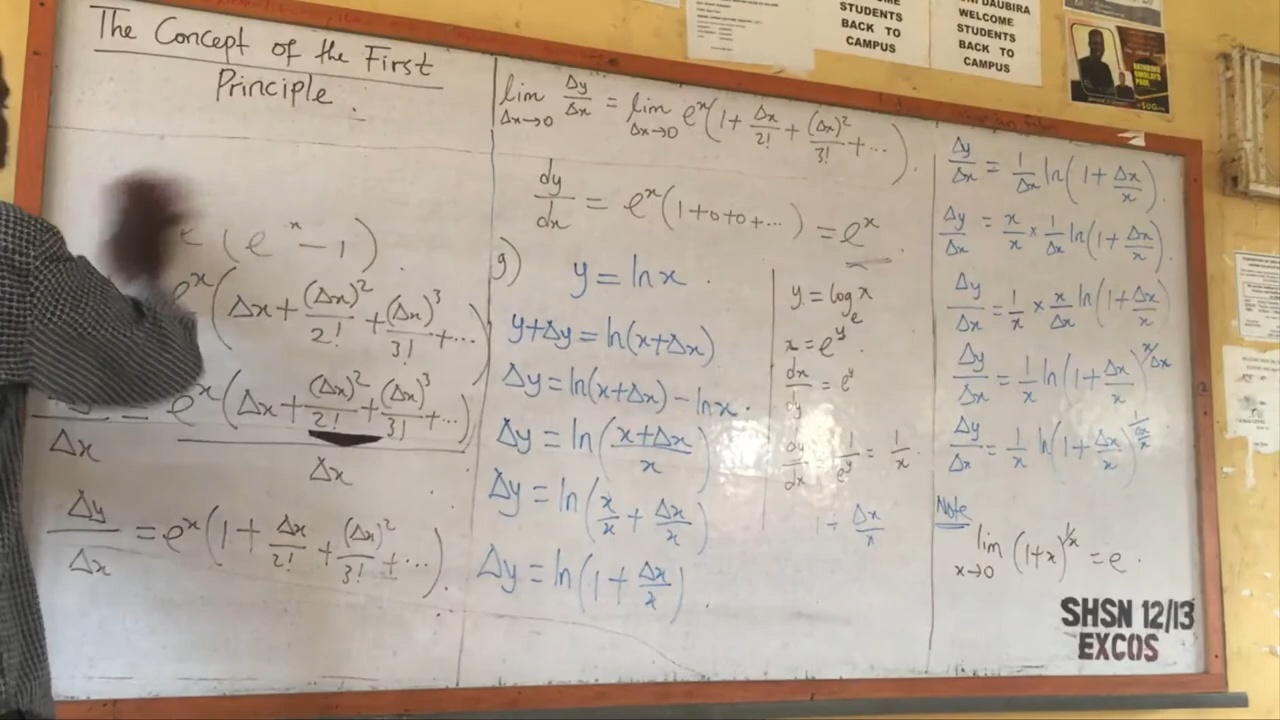 The Concept of the First
Principle.
(e^x − 1).
e^x(Δx + (Δx)²/2! + (Δx)³/3! + ...)
/Δx = e^x(Δx + (Δx)²/2! + (Δx)³/3! + ...)/Δx
Δy/Δx = e^x(1 + Δx/2! + (Δx)²/3! + ...).
lim Δx→0 Δy/Δx = lim Δx→0 e^x(1 + Δx/2! + (Δx)²/3! + ...).
dy/dx = e^x(1+0+0+...) = e^x.
g) y = ln x.
y+Δy = ln(x+Δx)
Δy = ln(x+Δx) − ln x.
Δy = ln((x+Δx)/x)
Δy = ln(x/x + Δx/x)
Δy = ln(1 + Δx/x).
y = log_e x
x = e^y.
dx/dy = e^y
dy/dx = 1/e^y = 1/x.
1 + Δx/x
Δy/Δx = 1/Δx ln(1 + Δx/x).
Δy/Δx = x/x × 1/Δx ln(1 + Δx/x).
Δy/Δx = 1/x × x/Δx ln(1 + Δx/x)
Δy/Δx = 1/x ln(1 + Δx/x)^(x/Δx)
Δy/Δx = 1/x ln(1 + Δx/x)^(1/(Δx/x))
Note
lim x→0 (1+x)^(1/x) = e.
SHSN 12/13
EXCOS
STUDENTS
BACK TO
CAMPUS
DAUBIRA
WELCOME
STUDENTS
BACK TO
CAMPUS